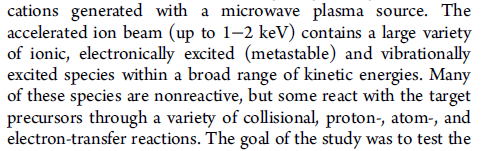 cations generated with a microwave plasma source. The
accelerated ion beam (up to 1−2 keV) contains a large variety
of ionic, electronically excited (metastable) and vibrationally
excited species within a broad range of kinetic energies. Many
of these species are nonreactive, but some react with the target
precursors through a variety of collisional, proton-, atom-, and
electron-transfer reactions. The goal of the study was to test the